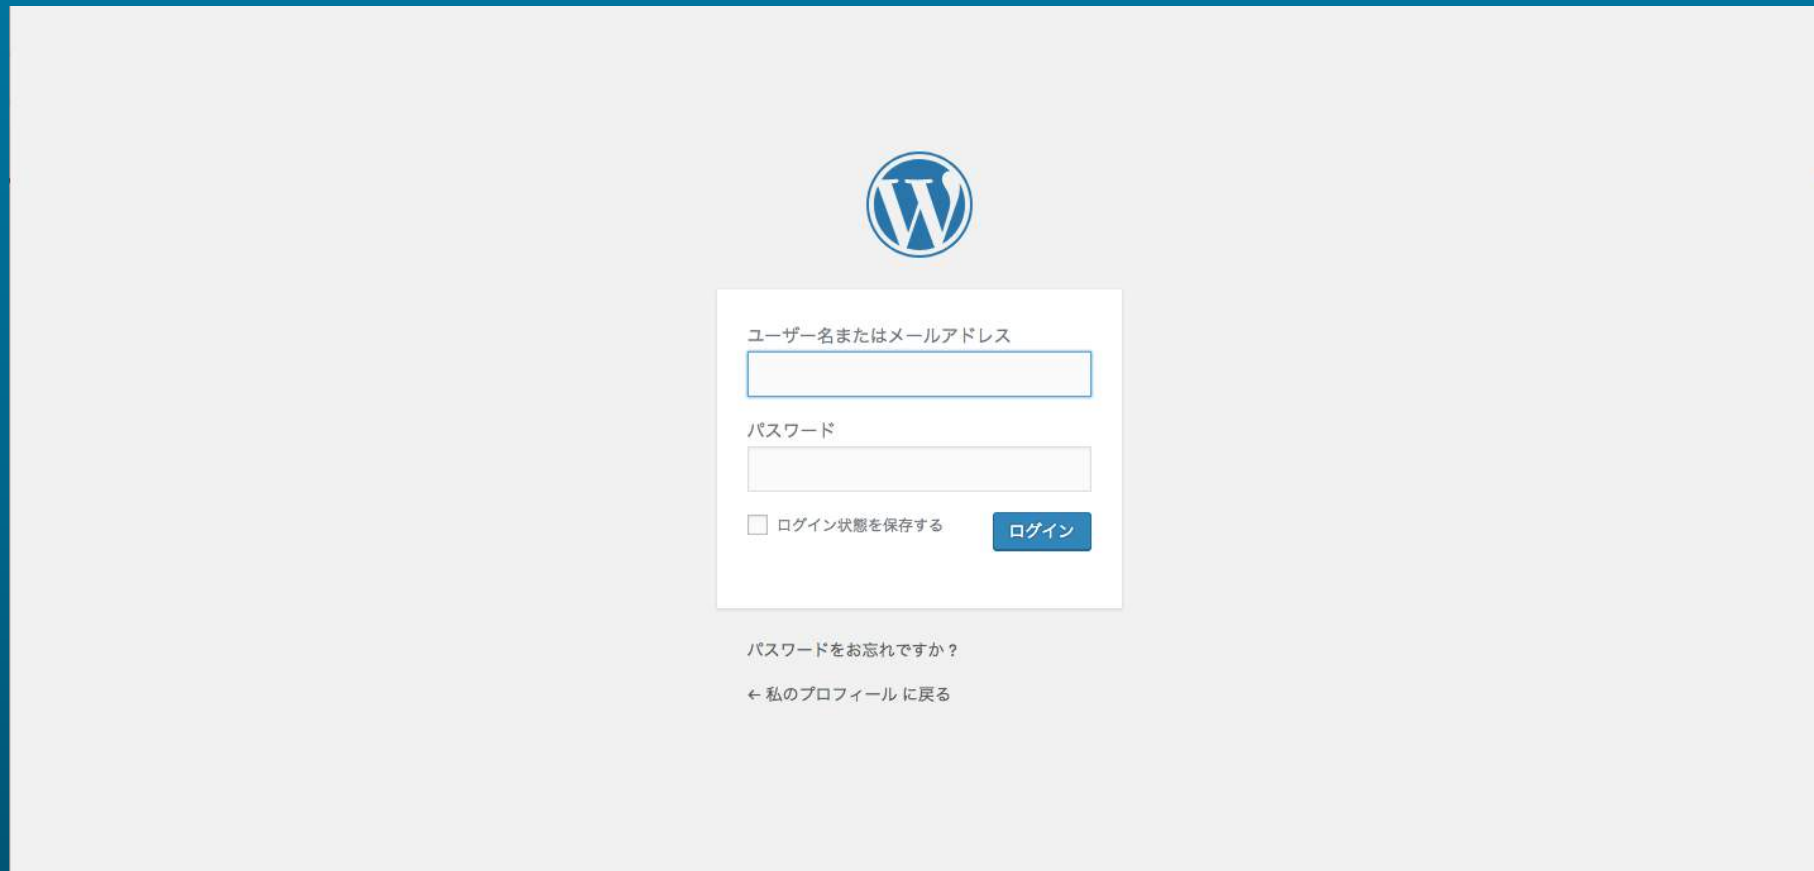 ユーザー名またはメールアドレス
パスワード
ログイン状態を保存する
ログイン
パスワードをお忘れですか ?
← 私のプロフィール に戻る